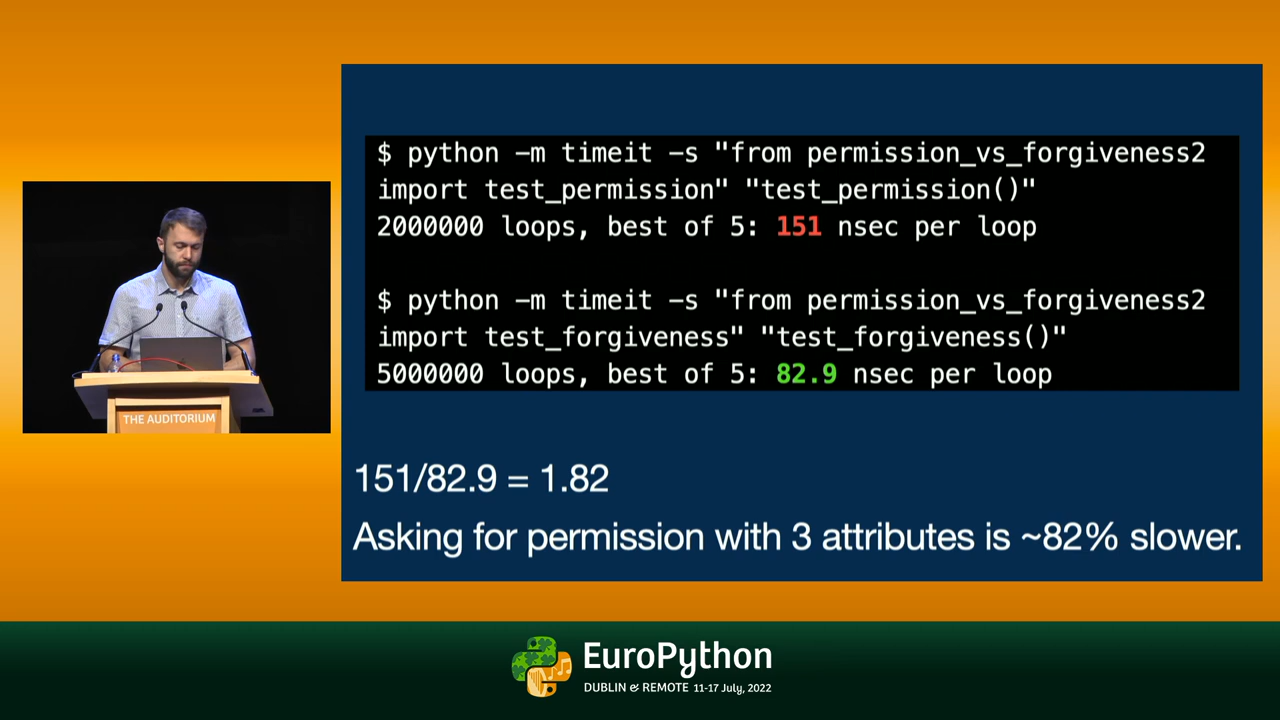 $ python -m timeit -s "from permission_vs_forgiveness2
import test_permission" "test_permission()"
2000000 loops, best of 5: 151 nsec per loop
$ python -m timeit -s "from permission_vs_forgiveness2
import test_forgiveness" "test_forgiveness()"
5000000 loops, best of 5: 82.9 nsec per loop
151/82.9 = 1.82
Asking for permission with 3 attributes is ~82% slower.
THE AUDITORIUM
EuroPython
DUBLIN & REMOTE 11-17 July, 2022